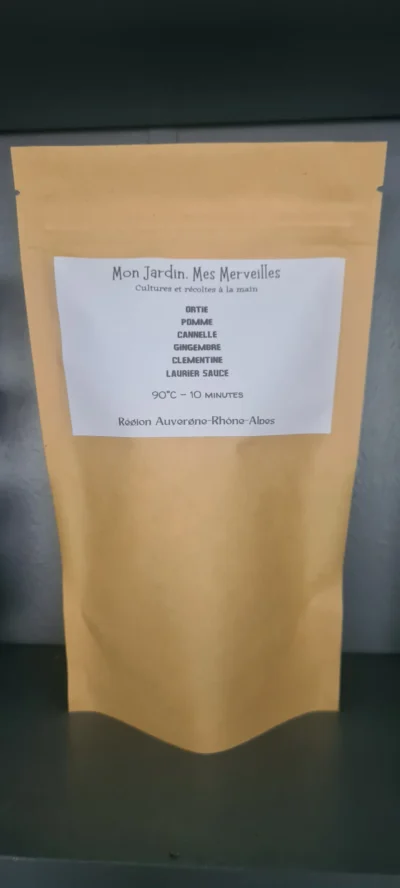 Mon Jardin. Mes Merveilles
Cultures et récoltes à la main
ORTIE
POMME
CANNELLE
GINGEMBRE
CLEMENTINE
LAURIER SAUCE
90°C – 10 MINUTES
Région Auvergne-Rhône-Alpes